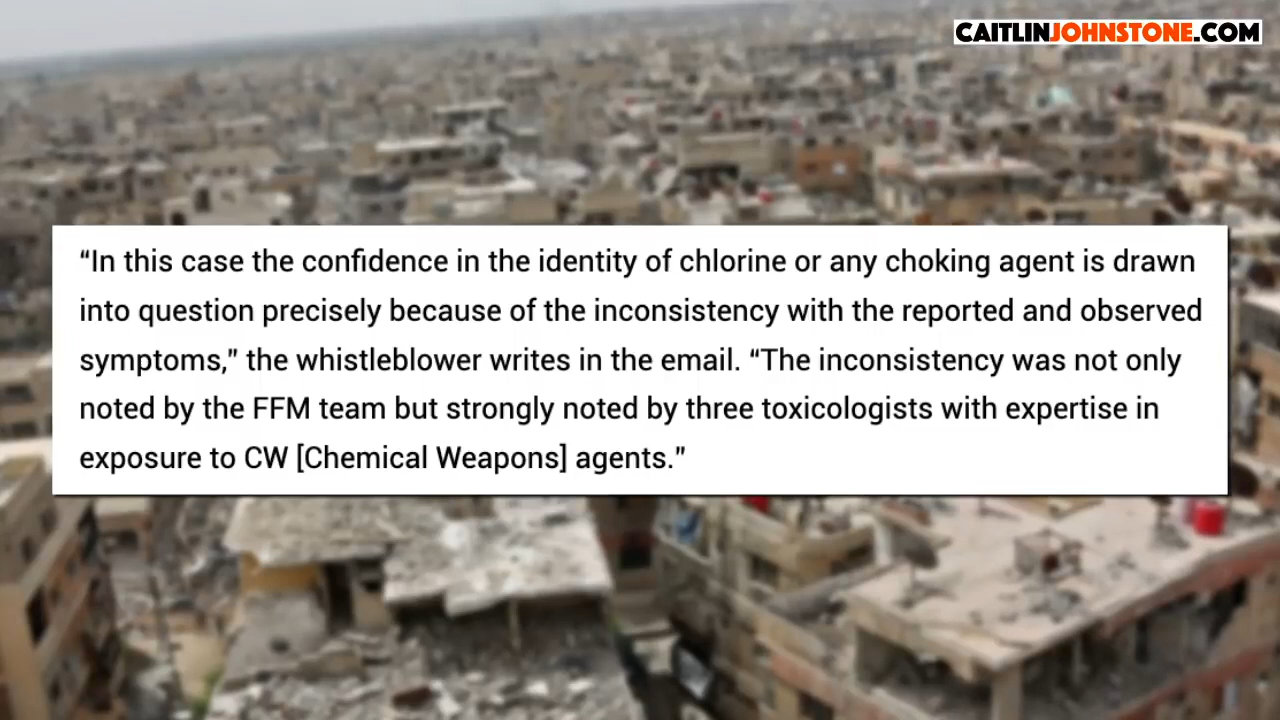 CAITLINJOHNSTONE.COM
“In this case the confidence in the identity of chlorine or any choking agent is drawn
into question precisely because of the inconsistency with the reported and observed
symptoms,” the whistleblower writes in the email. “The inconsistency was not only
noted by the FFM team but strongly noted by three toxicologists with expertise in
exposure to CW [Chemical Weapons] agents.”